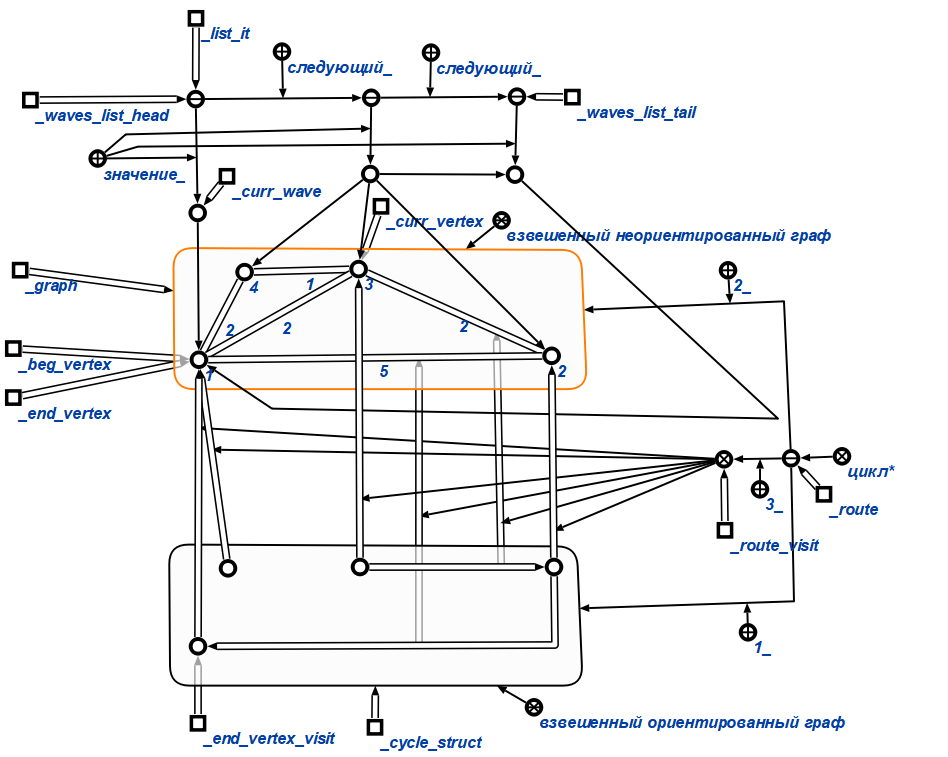 _list_it
следующий_
следующий_
_waves_list_head
_waves_list_tail
значение_
_curr_wave
_curr_vertex
взвешенный неориентированный граф
_graph
4
1
3
2_
2
2
2
_beg_vertex
1
5
2
_end_vertex
цикл*
3_
_route
_route_visit
1_
взвешенный ориентированный граф
_end_vertex_visit
_cycle_struct